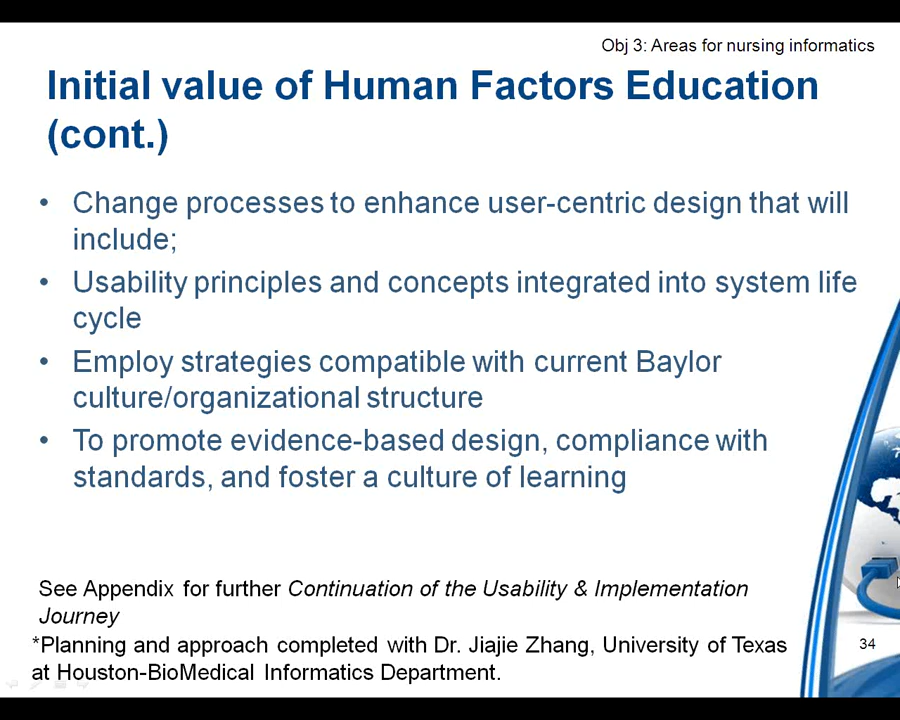 Obj 3: Areas for nursing informatics
Initial value of Human Factors Education
(cont.)
• Change processes to enhance user-centric design that will
include;
• Usability principles and concepts integrated into system life
cycle
• Employ strategies compatible with current Baylor
culture/organizational structure
• To promote evidence-based design, compliance with
standards, and foster a culture of learning
See Appendix for further Continuation of the Usability & Implementation
Journey
*Planning and approach completed with Dr. Jiajie Zhang, University of Texas
at Houston-BioMedical Informatics Department.
34